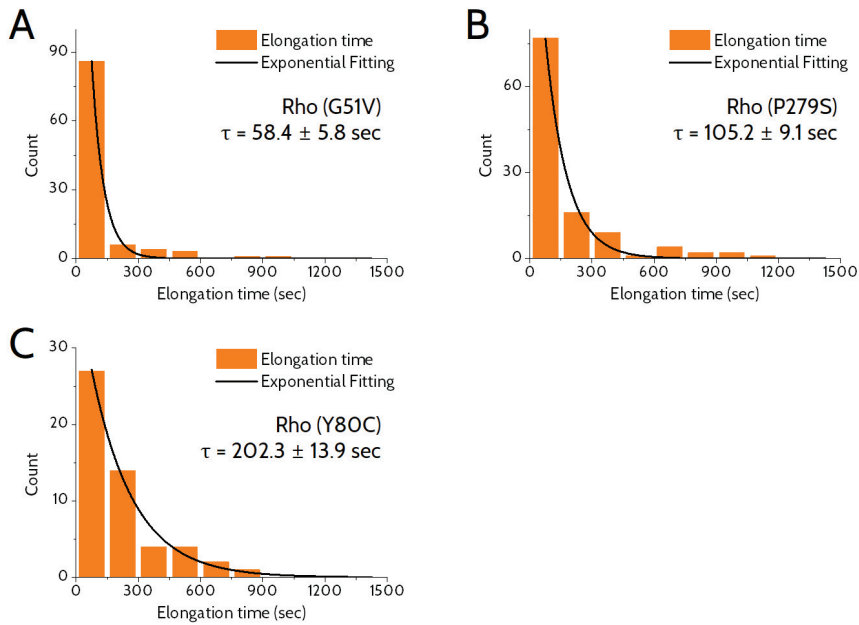 A
90
60
30
0
Count
Elongation time
Exponential Fitting
Rho (G51V)
τ = 58.4 ± 5.8 sec
0 300 600 900 1200 1500
Elongation time (sec)
B
60
30
0
Count
Elongation time
Exponential Fitting
Rho (P279S)
τ = 105.2 ± 9.1 sec
0 300 600 900 1200 1500
Elongation time (sec)
C
30
20
10
0
Count
Elongation time
Exponential Fitting
Rho (Y80C)
τ = 202.3 ± 13.9 sec
0 300 600 900 1200 1500
Elongation time (sec)